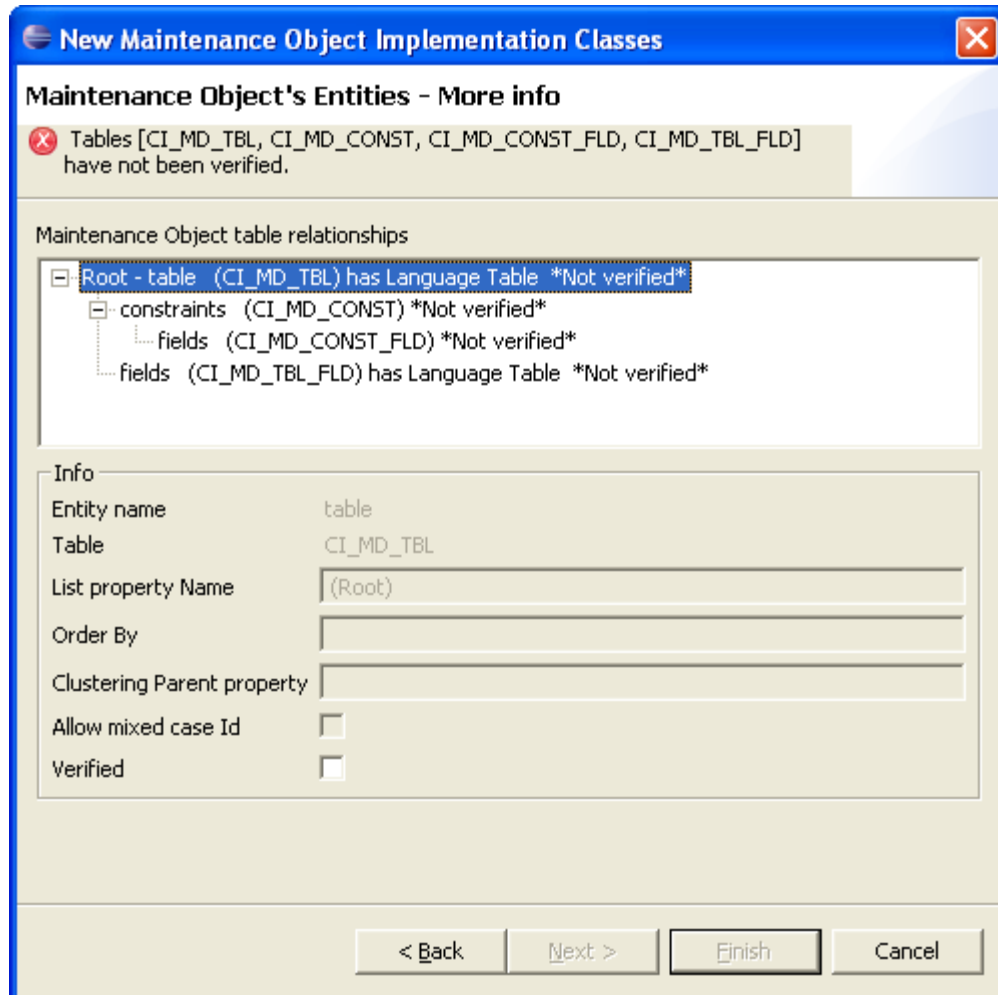 New Maintenance Object Implementation Classes
Maintenance Object's Entities - More info
Tables [CI_MD_TBL, CI_MD_CONST, CI_MD_CONST_FLD, CI_MD_TBL_FLD]
have not been verified.
Maintenance Object table relationships
Root - table (CI_MD_TBL) has Language Table *Not verified*
constraints (CI_MD_CONST) *Not verified*
fields (CI_MD_CONST_FLD) *Not verified*
fields (CI_MD_TBL_FLD) has Language Table *Not verified*
Info
Entity name table
Table CI_MD_TBL
List property Name (Root)
Order By
Clustering Parent property
Allow mixed case Id
Verified
< Back Next > Finish Cancel